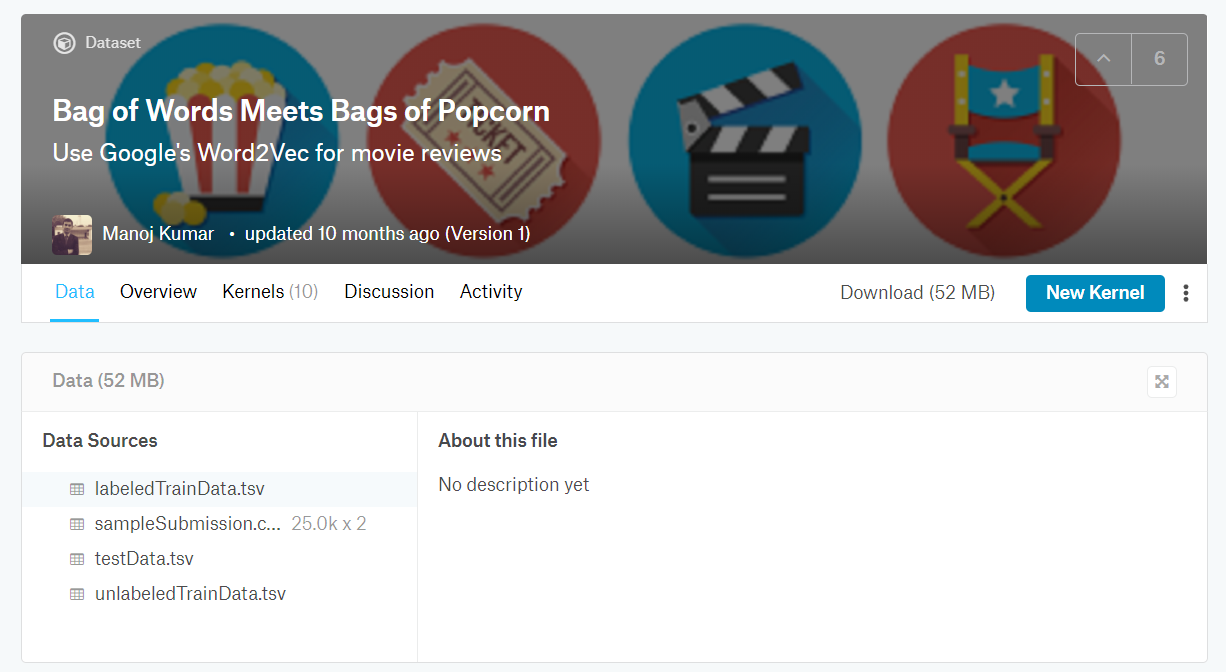 Dataset
6
Bag of Words Meets Bags of Popcorn
Use Google's Word2Vec for movie reviews
TICKET
Manoj Kumar • updated 10 months ago (Version 1)
Data Overview Kernels (10) Discussion Activity Download (52 MB) New Kernel
Data (52 MB)
Data Sources
About this file
labeledTrainData.tsv
No description yet
sampleSubmission.c... 25.0k x 2
testData.tsv
unlabeledTrainData.tsv